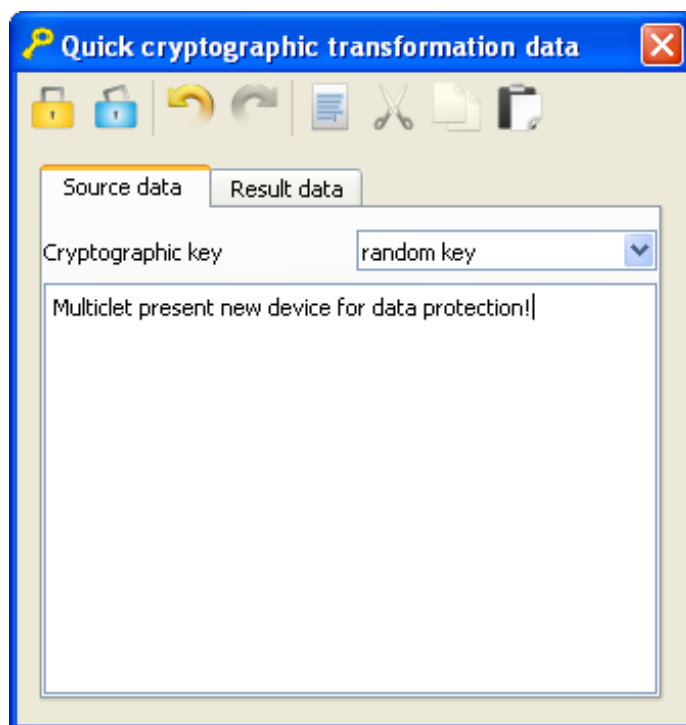 Quick cryptographic transformation data
Source data
Result data
Cryptographic key
random key
Multiclet present new device for data protection!